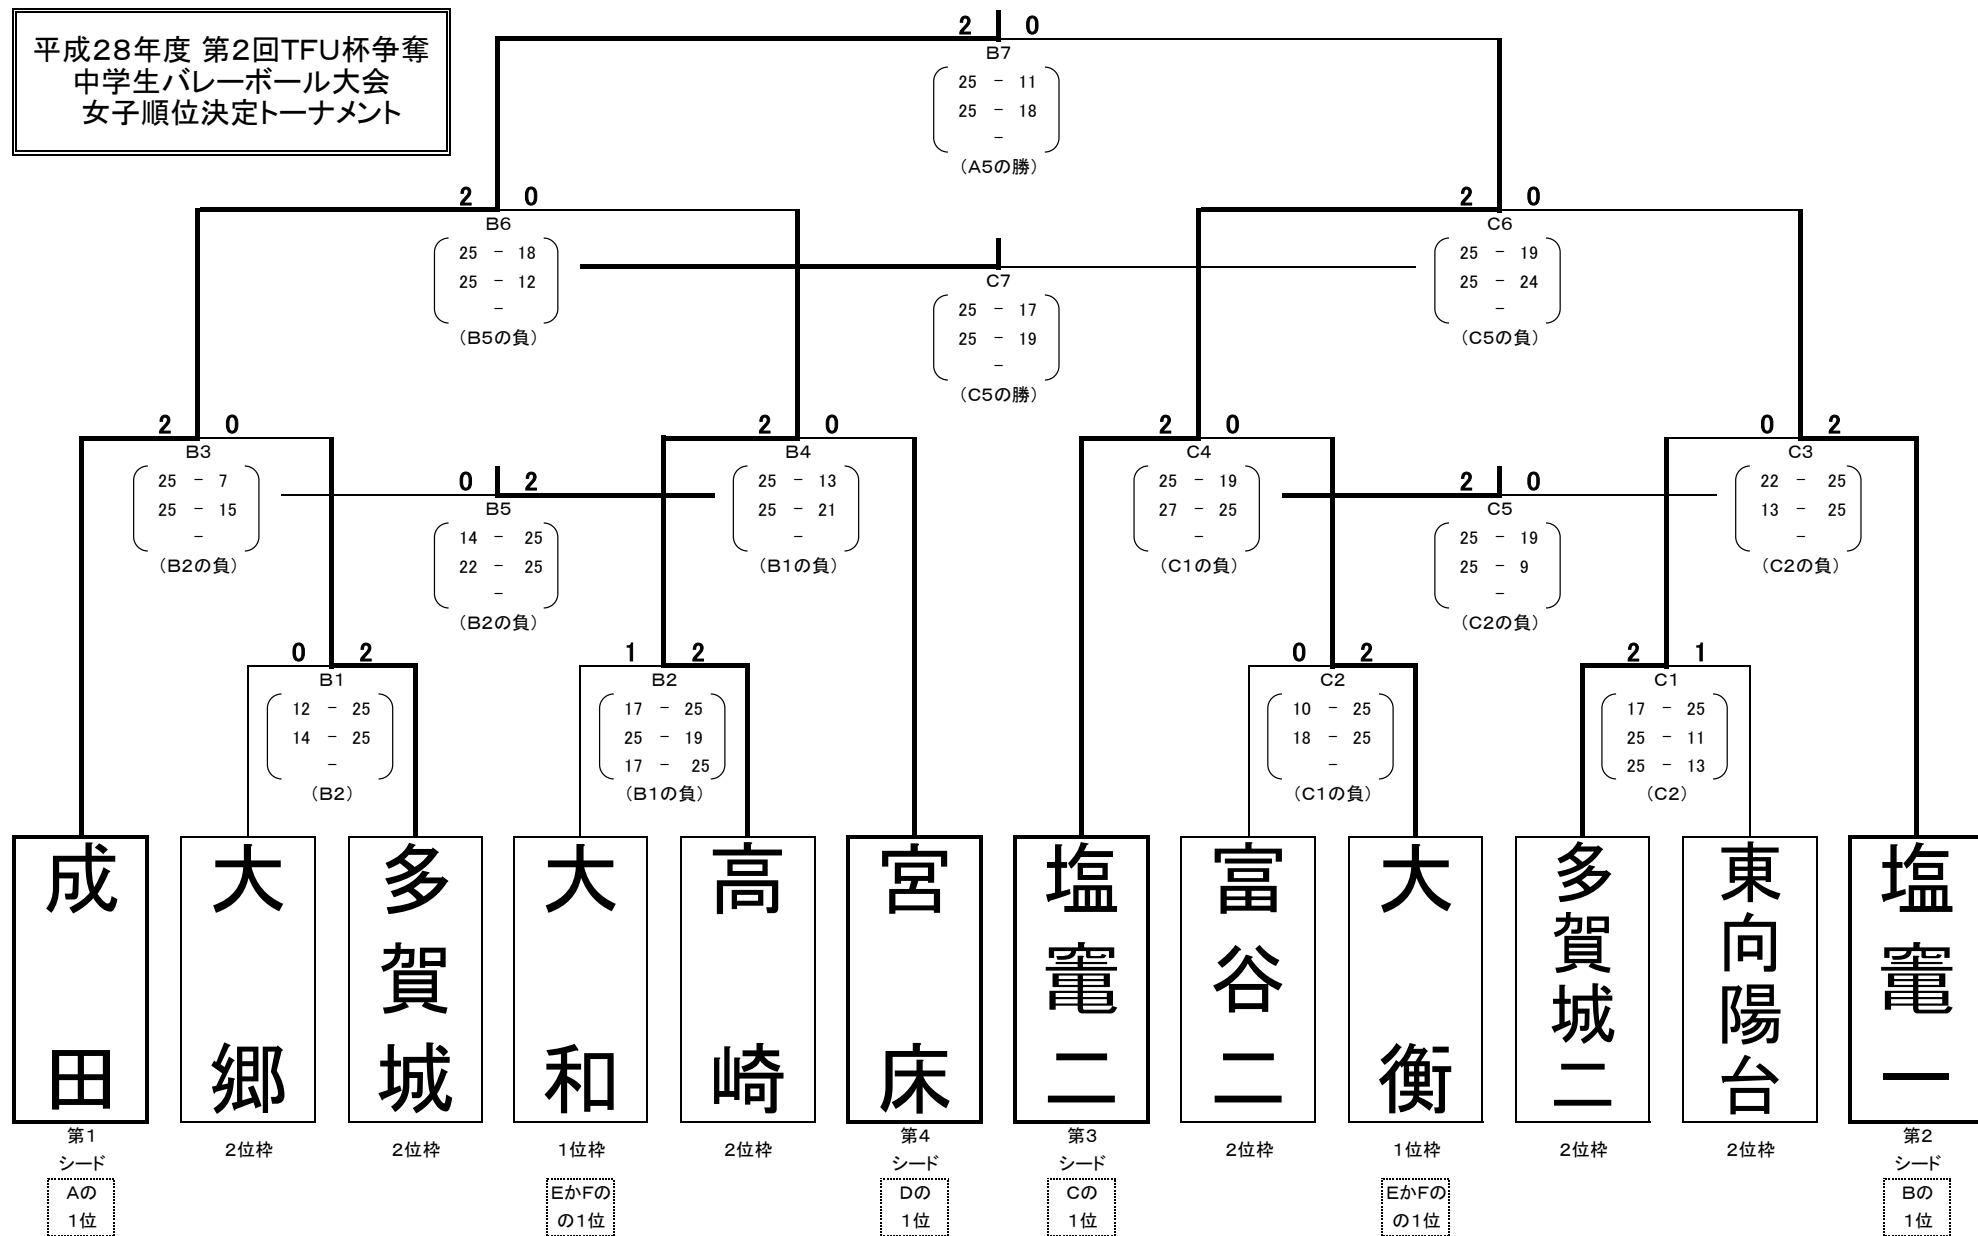 平成28年度 第2回TFU杯争奪
中学生バレーボール大会
女子順位決定トーナメント
2 0
B7
25 - 11
25 - 18
-
(A5の勝)
2 0
B6
25 - 18
25 - 12
-
(B5の負)
2 0
C6
25 - 19
25 - 24
-
(C5の負)
C7
25 - 17
25 - 19
-
(C5の勝)
2 0
B3
25 - 7
25 - 15
-
(B2の負)
2 0
B4
25 - 13
25 - 21
-
(B1の負)
2 0
C4
25 - 19
27 - 25
-
(C1の負)
0 2
C3
22 - 25
13 - 25
-
(C2の負)
0 2
B5
14 - 25
22 - 25
-
(B2の負)
2 0
C5
25 - 19
25 - 9
-
(C2の負)
0 2
B1
12 - 25
14 - 25
-
(B2)
1 2
B2
17 - 25
25 - 19
17 - 25
(B1の負)
0 2
C2
10 - 25
18 - 25
-
(C1の負)
2 1
C1
17 - 25
25 - 11
25 - 13
(C2)
成田
大郷
多賀城
大和
高崎
宮床
塩竈二
富谷二
大衡
多賀城二
東向陽台
塩竈一
第1
シード
Aの
1位
2位枠
2位枠
1位枠
EかFの
の1位
2位枠
第4
シード
Dの
1位
第3
シード
Cの
1位
2位枠
1位枠
EかFの
の1位
2位枠
2位枠
第2
シード
Bの
1位